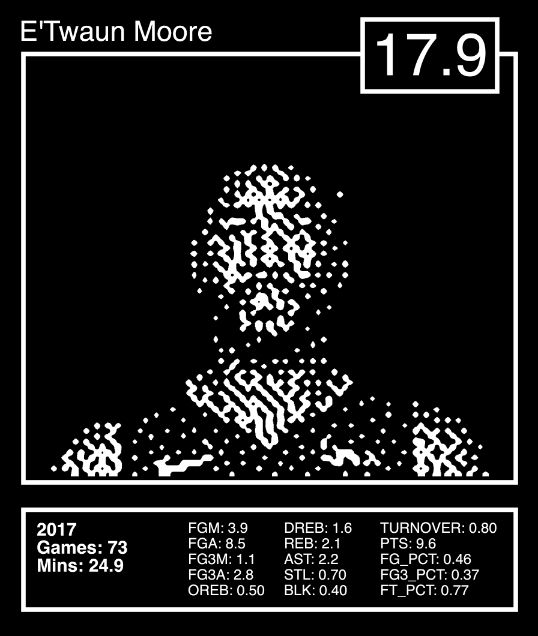 E'Twaun Moore
17.9
2017
Games: 73
Mins: 24.9
FGM: 3.9
FGA: 8.5
FG3M: 1.1
FG3A: 2.8
OREB: 0.50
DREB: 1.6
REB: 2.1
AST: 2.2
STL: 0.70
BLK: 0.40
TURNOVER: 0.80
PTS: 9.6
FG_PCT: 0.46
FG3_PCT: 0.37
FT_PCT: 0.77